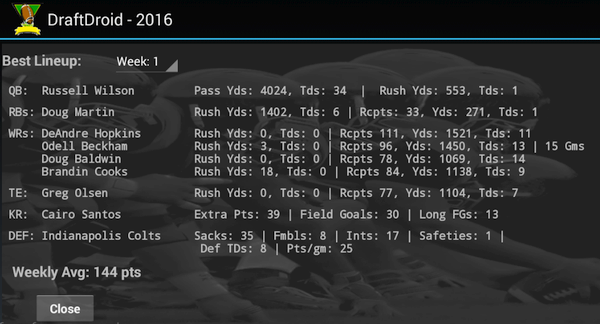 DraftDroid - 2016
Best Lineup: Week: 1
QB: Russell Wilson Pass Yds: 4024, Tds: 34 | Rush Yds: 553, Tds: 1
RBs: Doug Martin Rush Yds: 1402, Tds: 6 | Rcpts: 33, Yds: 271, Tds: 1
WRs: DeAndre Hopkins Rush Yds: 0, Tds: 0 | Rcpts 111, Yds: 1521, Tds: 11
Odell Beckham Rush Yds: 3, Tds: 0 | Rcpts 96, Yds: 1450, Tds: 13 | 15 Gms
Doug Baldwin Rush Yds: 0, Tds: 0 | Rcpts 78, Yds: 1069, Tds: 14
Brandin Cooks Rush Yds: 18, Tds: 0 | Rcpts 84, Yds: 1138, Tds: 9
TE: Greg Olsen Rush Yds: 0, Tds: 0 | Rcpts 77, Yds: 1104, Tds: 7
KR: Cairo Santos Extra Pts: 39 | Field Goals: 30 | Long FGs: 13
DEF: Indianapolis Colts Sacks: 35 | Fmbls: 8 | Ints: 17 | Safeties: 1 |
Def TDs: 8 | Pts/gm: 25
Weekly Avg: 144 pts
Close